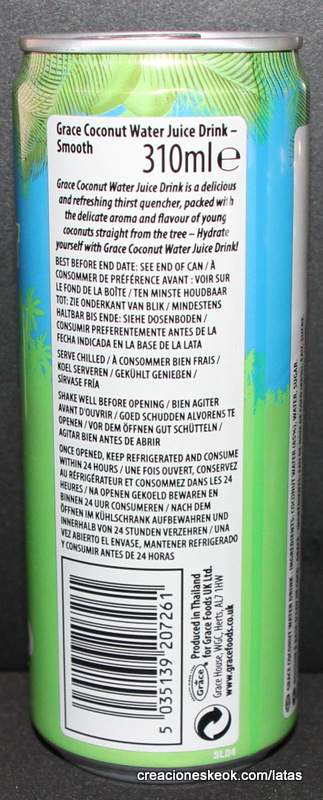 Grace Coconut Water Juice Drink –
Smooth
310ml℮
Grace Coconut Water Juice Drink is a delicious
and refreshing thirst quencher, packed with
the delicate aroma and flavour of young
coconuts straight from the tree – Hydrate
yourself with Grace Coconut Water Juice Drink!
BEST BEFORE END DATE: SEE END OF CAN / À
CONSOMMER DE PRÉFÉRENCE AVANT : VOIR SUR
LE FOND DE LA BOÎTE / TEN MINSTE HOUDBAAR
TOT: ZIE ONDERKANT VAN BLIK / MINDESTENS
HALTBAR BIS ENDE: SIEHE DOSENBODEN /
CONSUMIR PREFERENTEMENTE ANTES DE LA
FECHA INDICADA EN LA BASE DE LA LATA
SERVE CHILLED / À CONSOMMER BIEN FRAIS /
KOEL SERVEREN / GEKÜHLT GENIEßEN /
SÍRVASE FRÍA
SHAKE WELL BEFORE OPENING / BIEN AGITER
AVANT D'OUVRIR / GOED SCHUDDEN ALVORENS TE
OPENEN / VOR DEM ÖFFNEN GUT SCHÜTTELN /
AGITAR BIEN ANTES DE ABRIR
ONCE OPENED, KEEP REFRIGERATED AND CONSUME
WITHIN 24 HOURS / UNE FOIS OUVERT, CONSERVEZ
AU RÉFRIGÉRATEUR ET CONSOMMEZ DANS LES 24
HEURES / NA OPENEN GEKOELD BEWAREN EN
BINNEN 24 UUR CONSUMEREN / NACH DEM
ÖFFNEN IM KÜHLSCHRANK AUFBEWAHREN UND
INNERHALB VON 24 STUNDEN VERZEHREN / UNA
VEZ ABIERTO EL ENVASE, MANTENER REFRIGERADO
Y CONSUMIR ANTES DE 24 HORAS
5 035139 207261
Grace
Produced in Thailand
for Grace Foods UK Ltd.
Grace House, WGC, Herts, AL7 1HW
www.gracefoods.co.uk
SL04
COCONUT WATER DRINK. INGREDIENTS: COCONUT WATER (65%), WATER, SUGAR.
creacioneskeok.com/latas